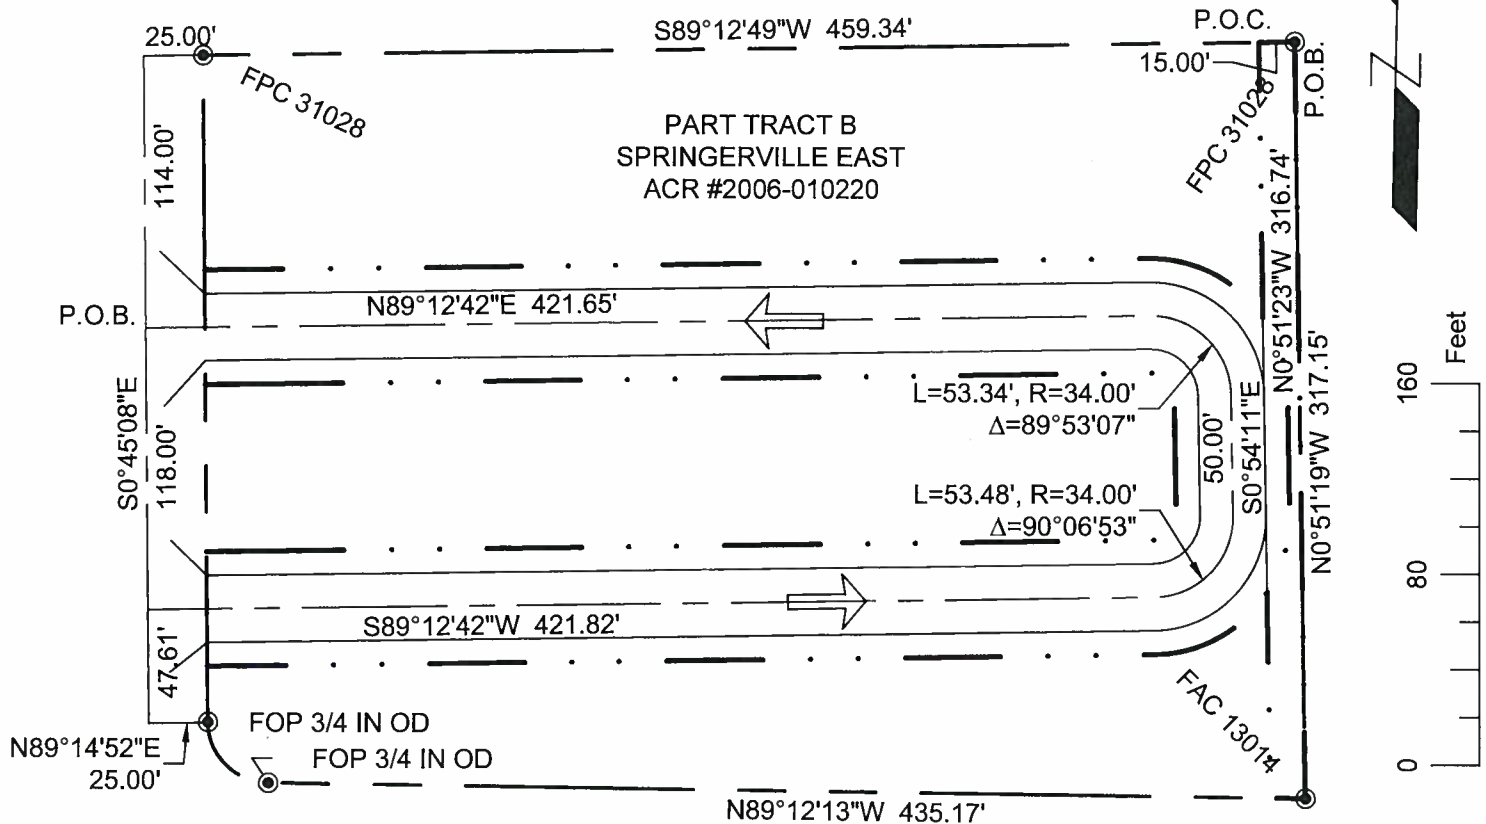 S89°12'49"W 459.34'
P.O.C.
25.00'
15.00'
P.O.B.
FPC 31028
FPC 31028
PART TRACT B
SPRINGERVILLE EAST
ACR #2006-010220
114.00'
N0°51'23"W 316.74'
N89°12'42"E 421.65'
P.O.B.
Feet
160
L=53.34', R=34.00'
Δ=89°53'07"
N0°51'19"W 317.15'
S0°45'08"E
118.00'
50.00'
S0°54'11"E
L=53.48', R=34.00'
Δ=90°06'53"
80
S89°12'42"W 421.82'
47.61'
FAC 13014
FOP 3/4 IN OD
N89°14'52"E
25.00'
FOP 3/4 IN OD
0
N89°12'13"W 435.17'